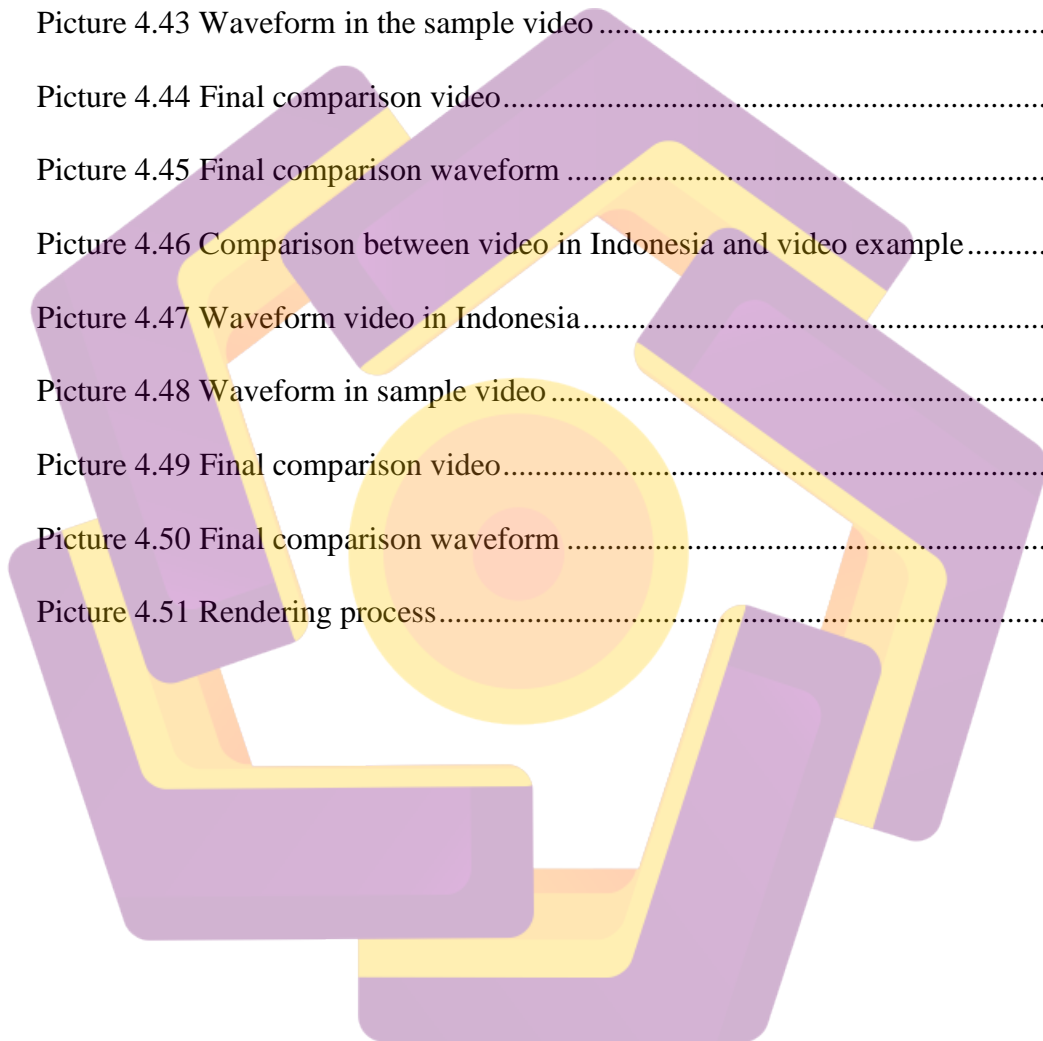 Picture 4.43 Waveform in the sample video ......................................................
Picture 4.44 Final comparison video..................................................................
Picture 4.45 Final comparison waveform ..........................................................
Picture 4.46 Comparison between video in Indonesia and video example..........
Picture 4.47 Waveform video in Indonesia........................................................
Picture 4.48 Waveform in sample video ............................................................
Picture 4.49 Final comparison video..................................................................
Picture 4.50 Final comparison waveform ..........................................................
Picture 4.51 Rendering process..........................................................................